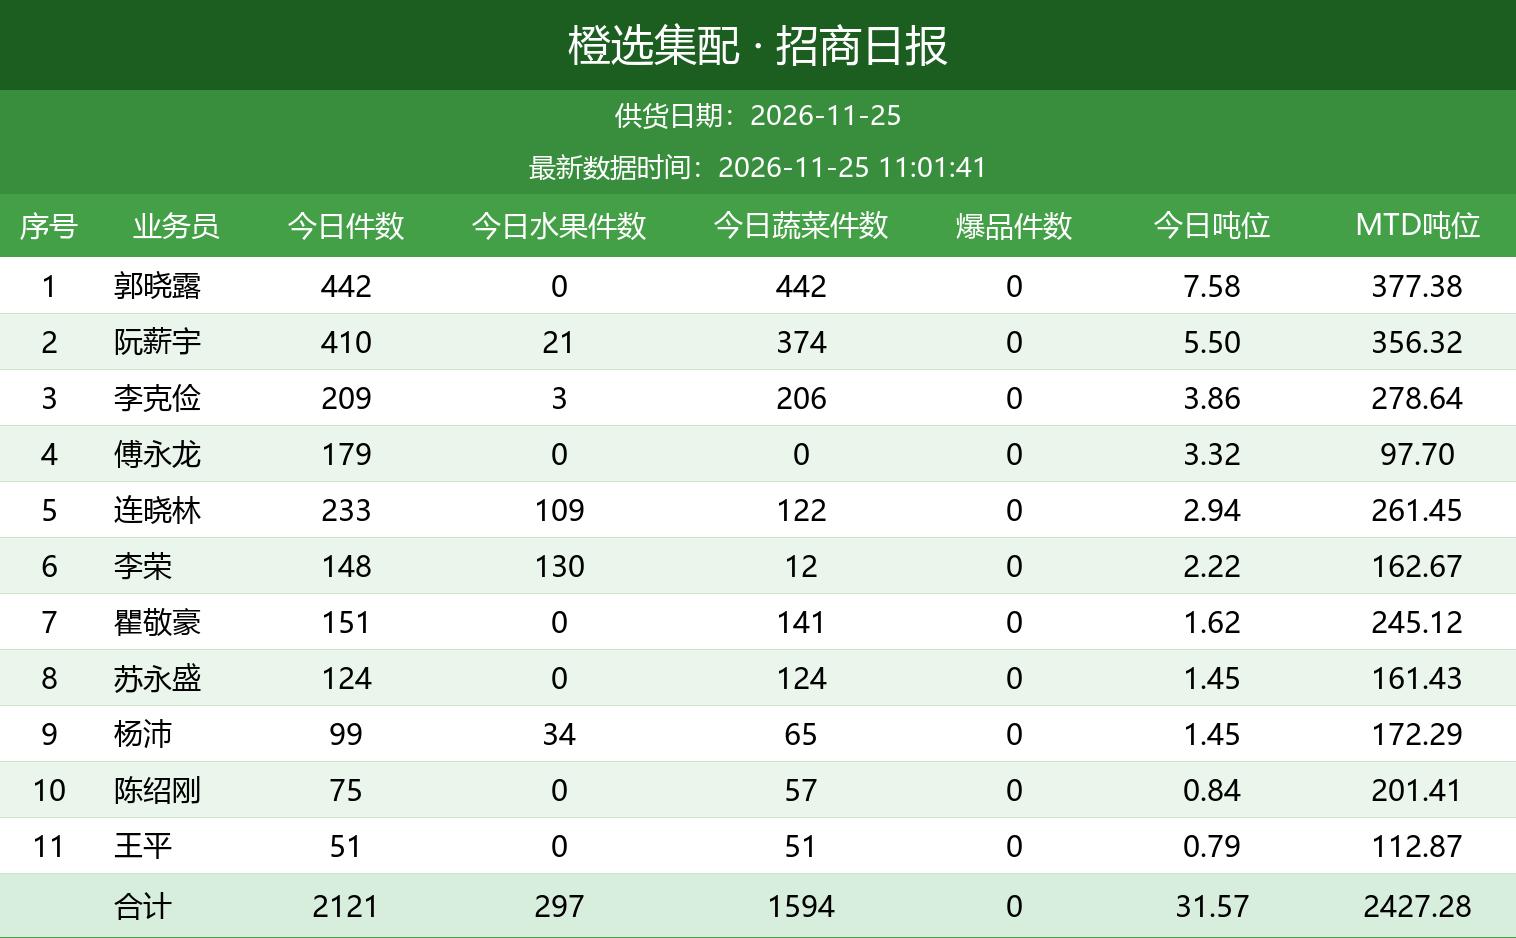 橙选集配 · 招商日报
供货日期：2026-11-25
最新数据时间：2026-11-25 11:01:41
序号 业务员 今日件数 今日水果件数 今日蔬菜件数 爆品件数 今日吨位 MTD吨位
1 郭晓露 442 0 442 0 7.58 377.38
2 阮薪宇 410 21 374 0 5.50 356.32
3 李克俭 209 3 206 0 3.86 278.64
4 傅永龙 179 0 0 0 3.32 97.70
5 连晓林 233 109 122 0 2.94 261.45
6 李荣 148 130 12 0 2.22 162.67
7 瞿敬豪 151 0 141 0 1.62 245.12
8 苏永盛 124 0 124 0 1.45 161.43
9 杨沛 99 34 65 0 1.45 172.29
10 陈绍刚 75 0 57 0 0.84 201.41
11 王平 51 0 51 0 0.79 112.87
合计 2121 297 1594 0 31.57 2427.28